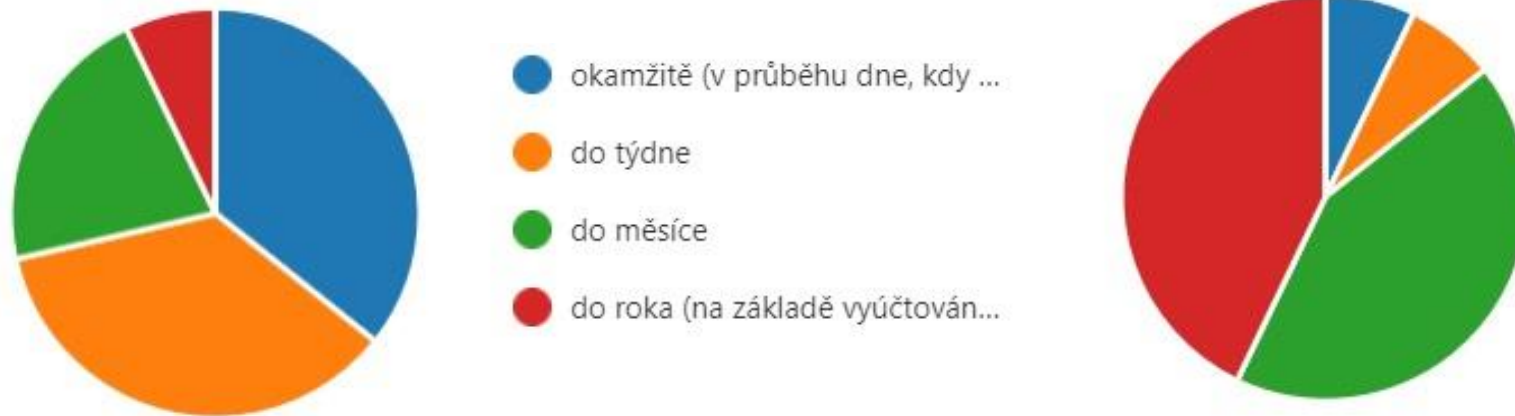 okamžitě (v průběhu dne, kdy ...
do týdne
do měsíce
do roka (na základě vyúčtován...